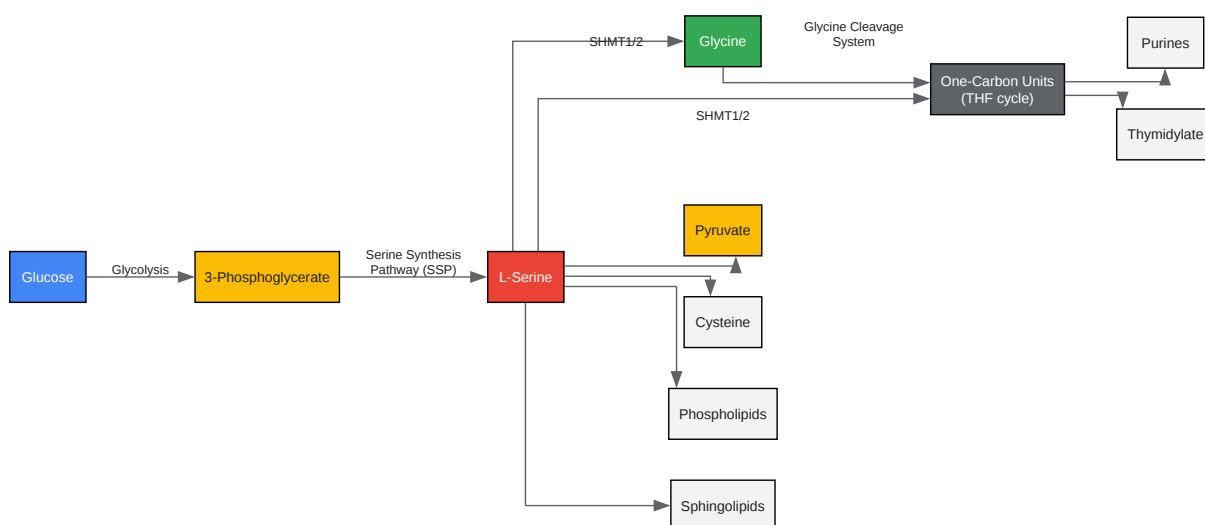 Glycine Cleavage
System
Purines
SHMT1/2
Glycine
One-Carbon Units
(THF cycle)
SHMT1/2
Thymidylate
Pyruvate
Serine Synthesis
Pathway (SSP)
Glucose
Glycolysis
3-Phosphoglycerate
L-Serine
Cysteine
Phospholipids
Sphingolipids